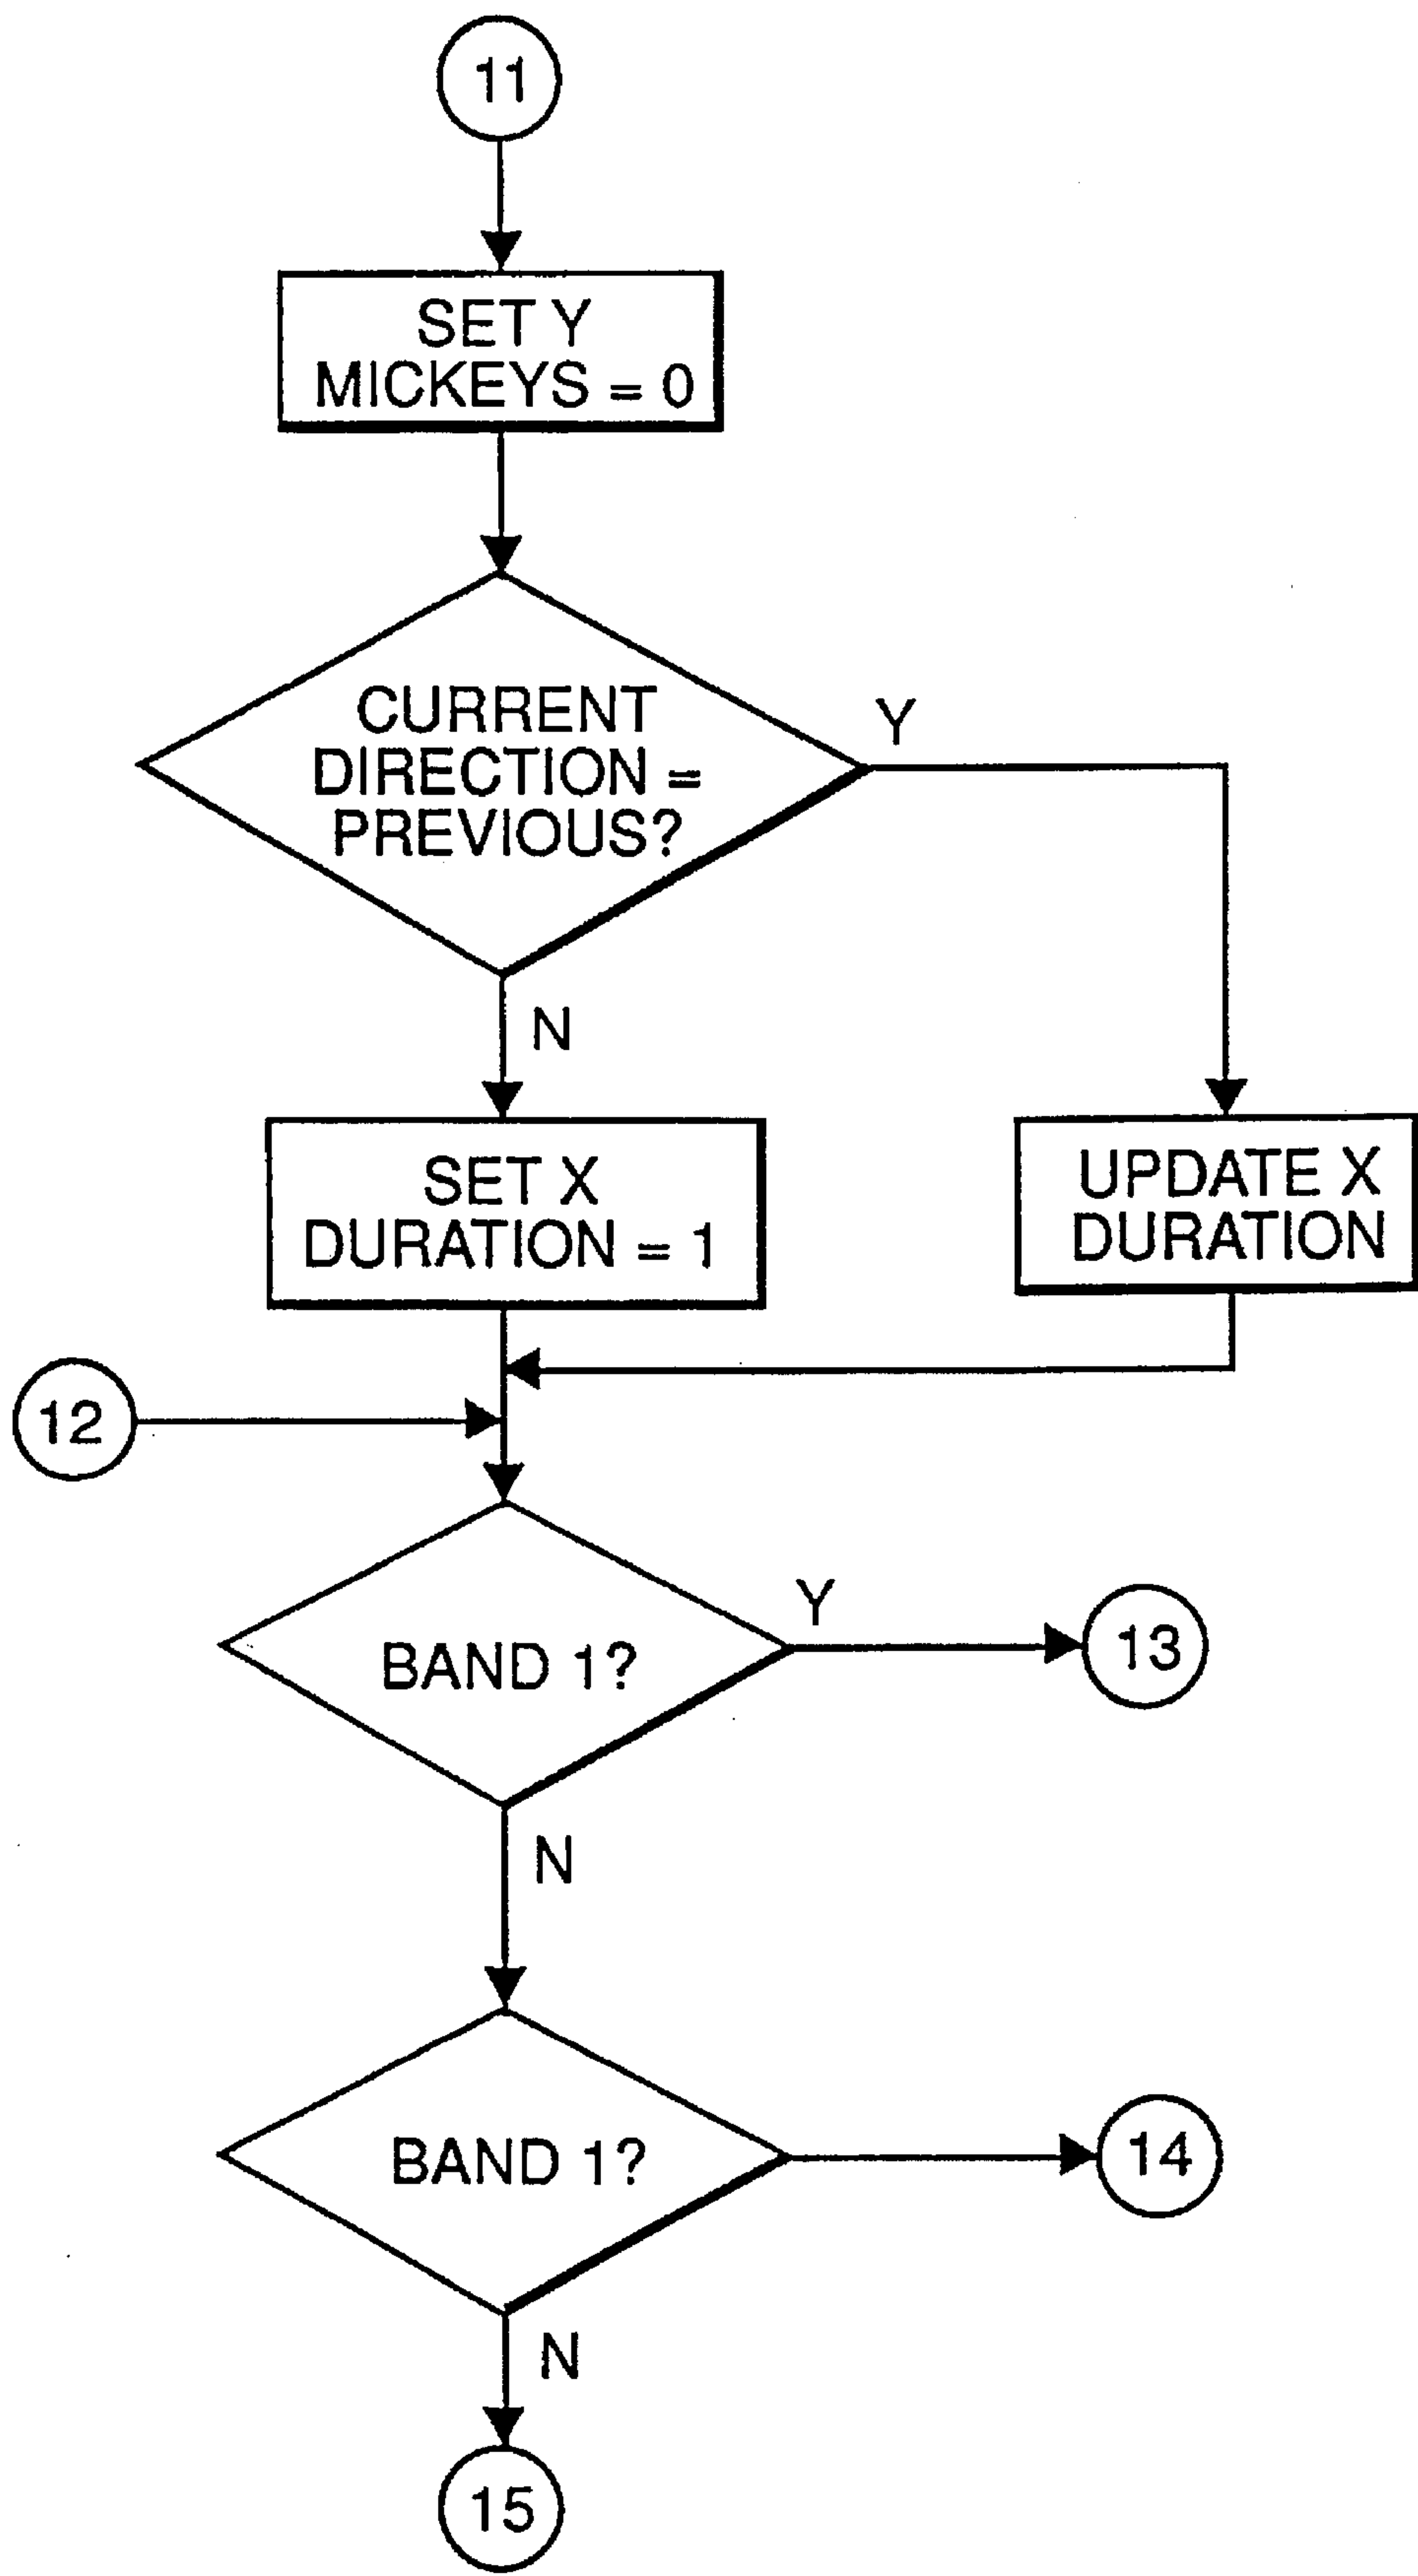 11
SET Y
MICKEYS = 0
CURRENT
DIRECTION =
PREVIOUS?
Y
N
SET X
DURATION = 1
UPDATE X
DURATION
12
BAND 1?
Y
13
N
BAND 1?
14
N
15